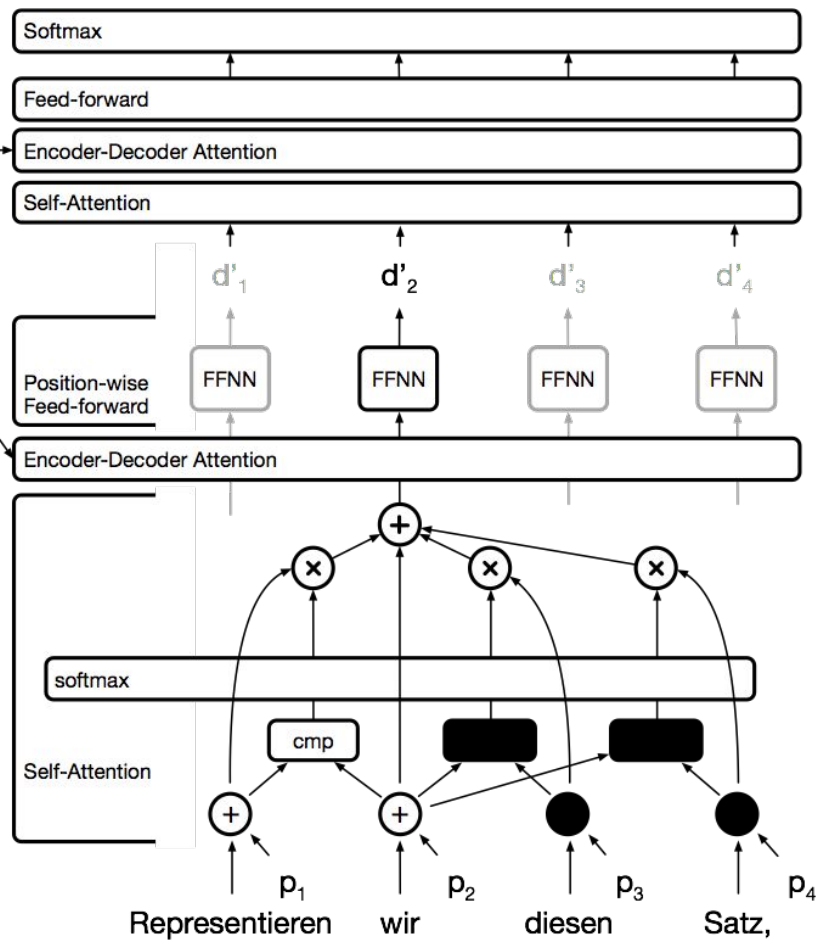 Softmax
Feed-forward
Encoder-Decoder Attention
Self-Attention
d'1 d'2 d'3 d'4
FFNN FFNN FFNN FFNN
Position-wise
Feed-forward
Encoder-Decoder Attention
+
× × ×
softmax
cmp
Self-Attention
+ +
p1 p2 p3 p4
Representieren wir diesen Satz,